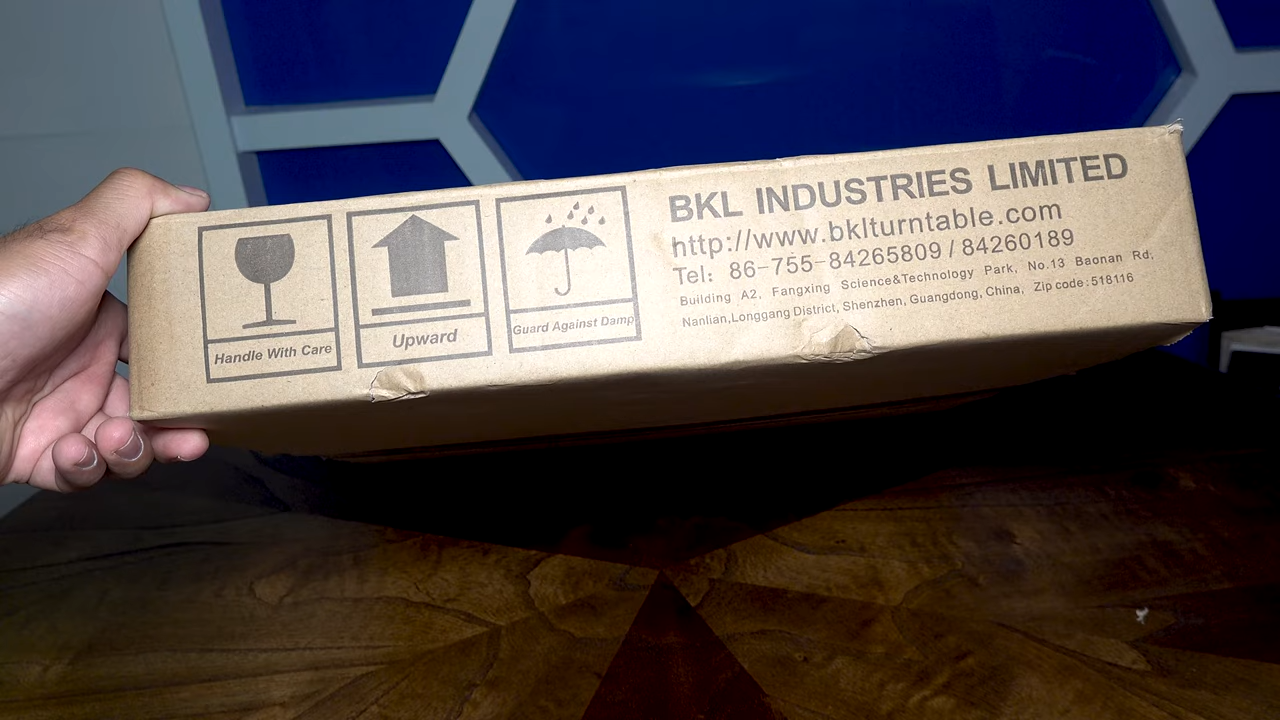 Handle With Care
Upward
Guard Against Damp
BKL INDUSTRIES LIMITED
http://www.bklturntable.com
Tel: 86-755-84265809 / 84260189
Building A2, Fangxing Science&Technology Park, No.13 Baonan Rd,
Nanlian,Longgang District, Shenzhen, Guangdong, China, Zip code:518116